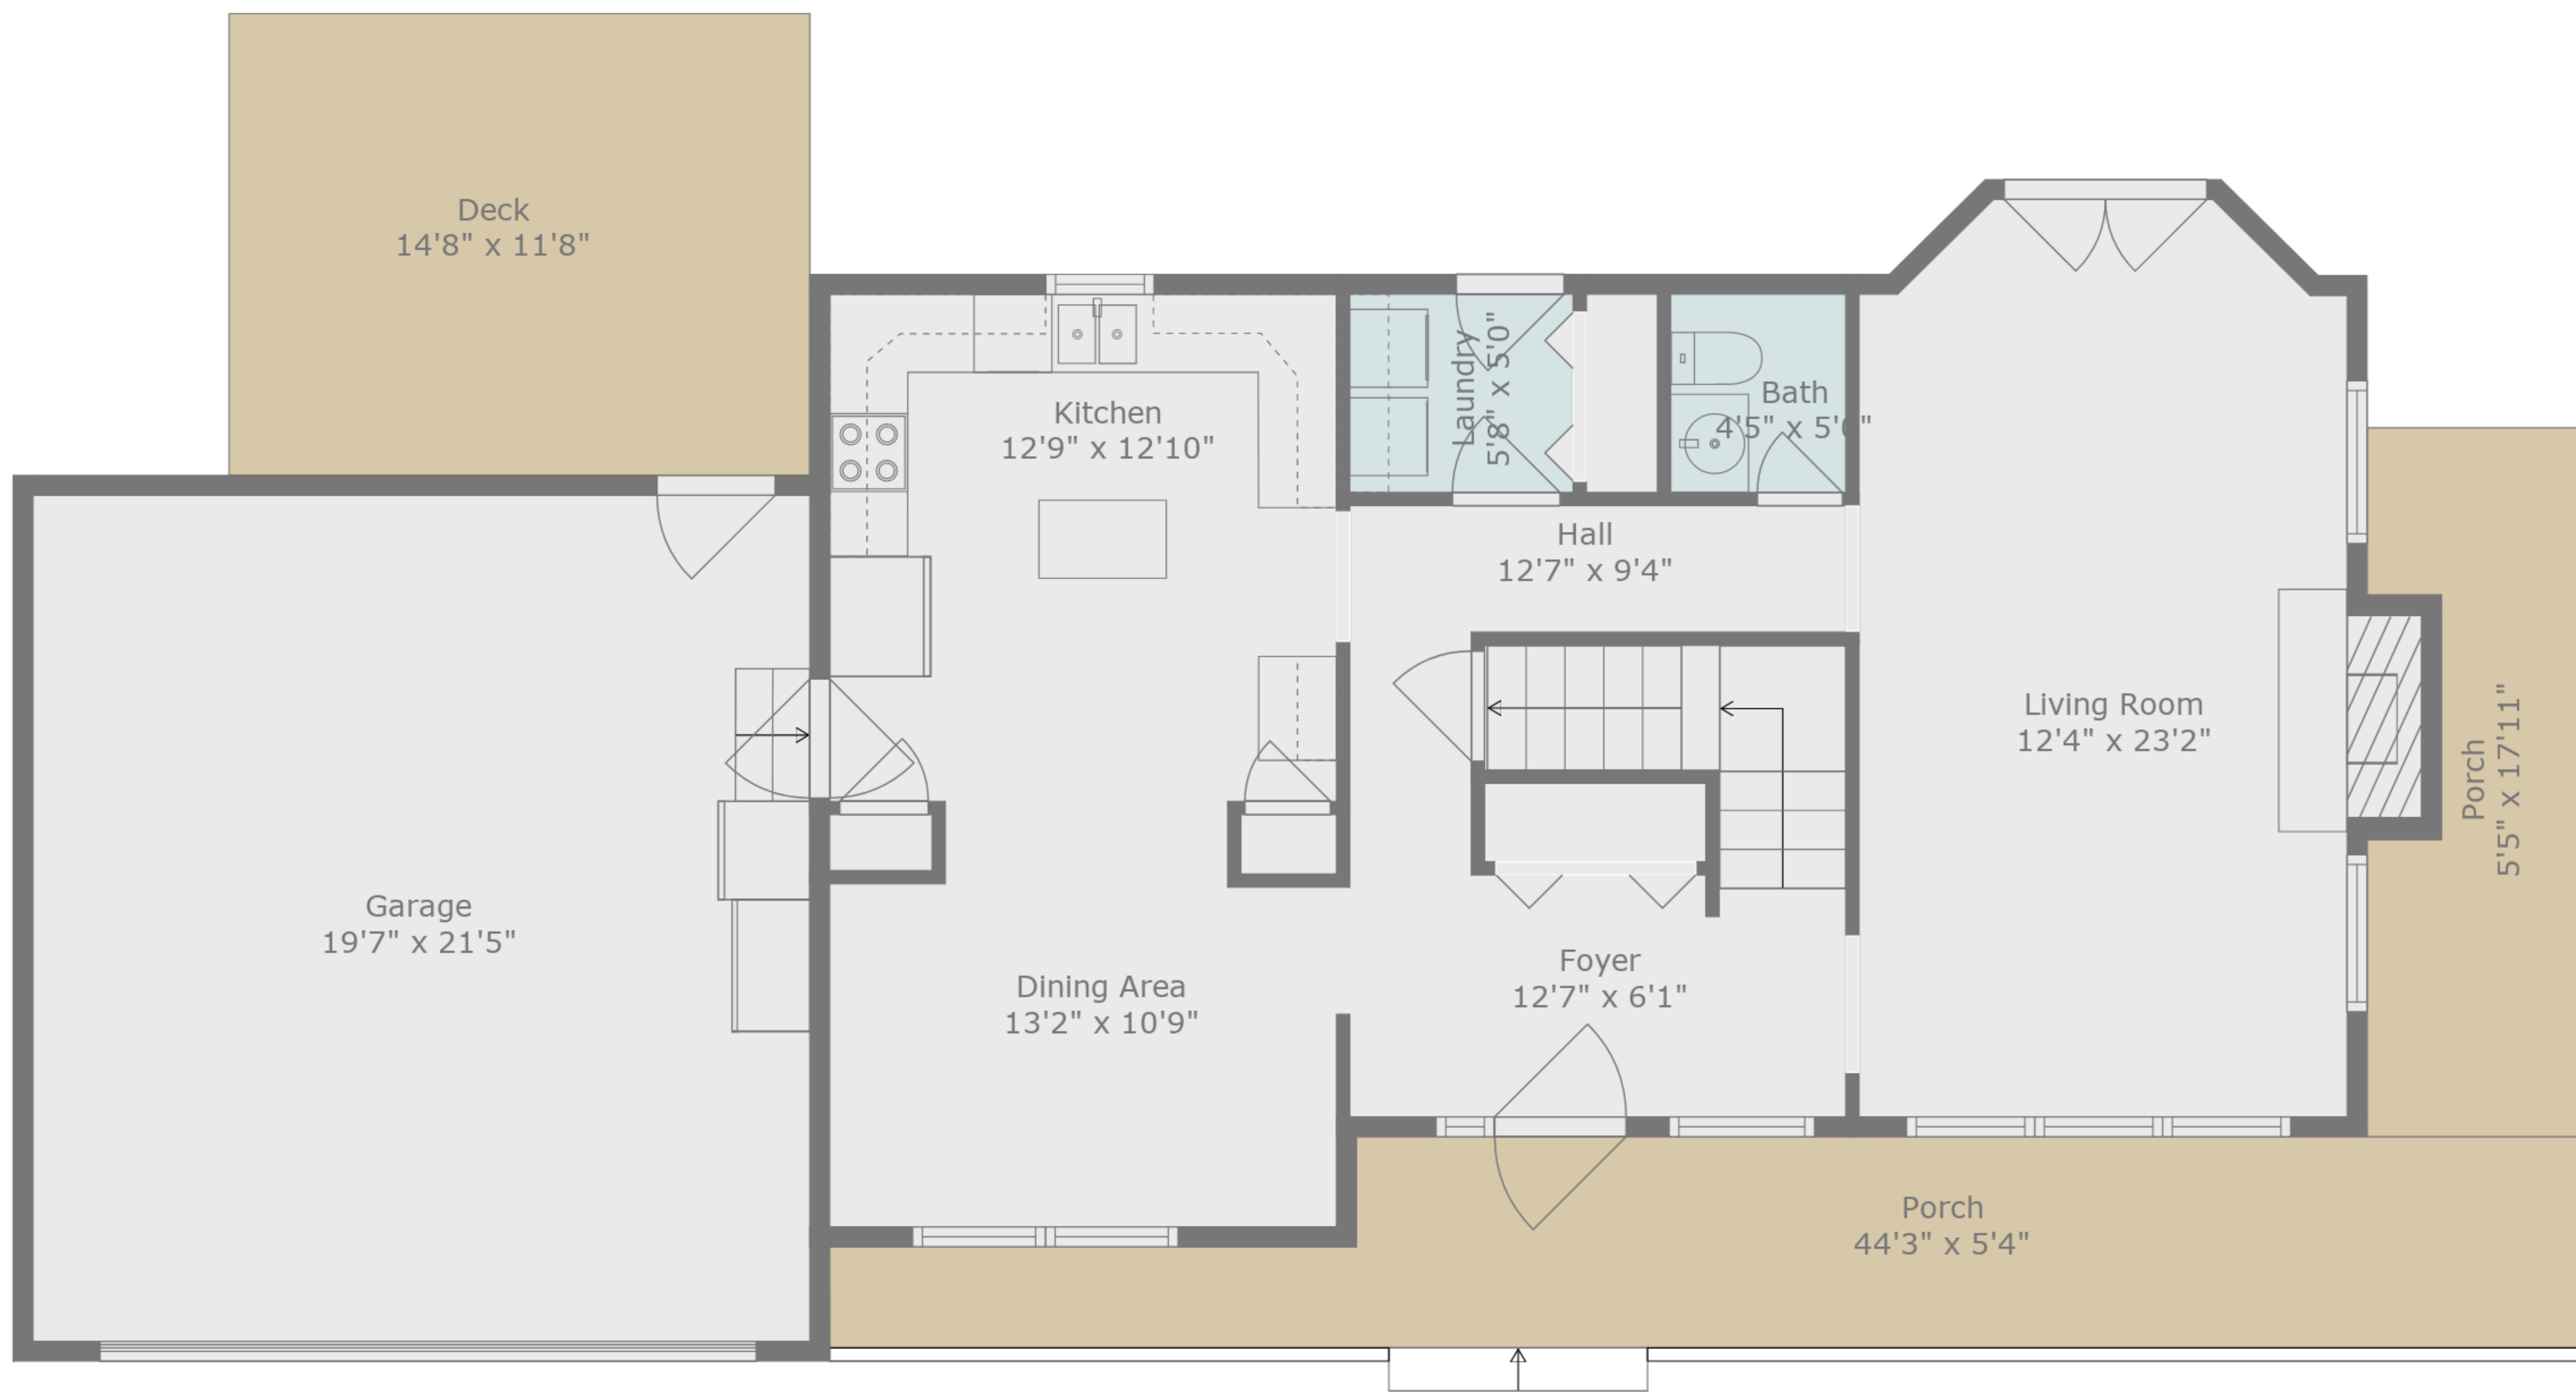 Deck
14'8" x 11'8"
Kitchen
12'9" x 12'10"
Laundry
5'8" x 5'0"
Bath
4'5" x 5'0"
Hall
12'7" x 9'4"
Living Room
12'4" x 23'2"
Porch
5'5" x 17'11"
Garage
19'7" x 21'5"
Dining Area
13'2" x 10'9"
Foyer
12'7" x 6'1"
Porch
44'3" x 5'4"